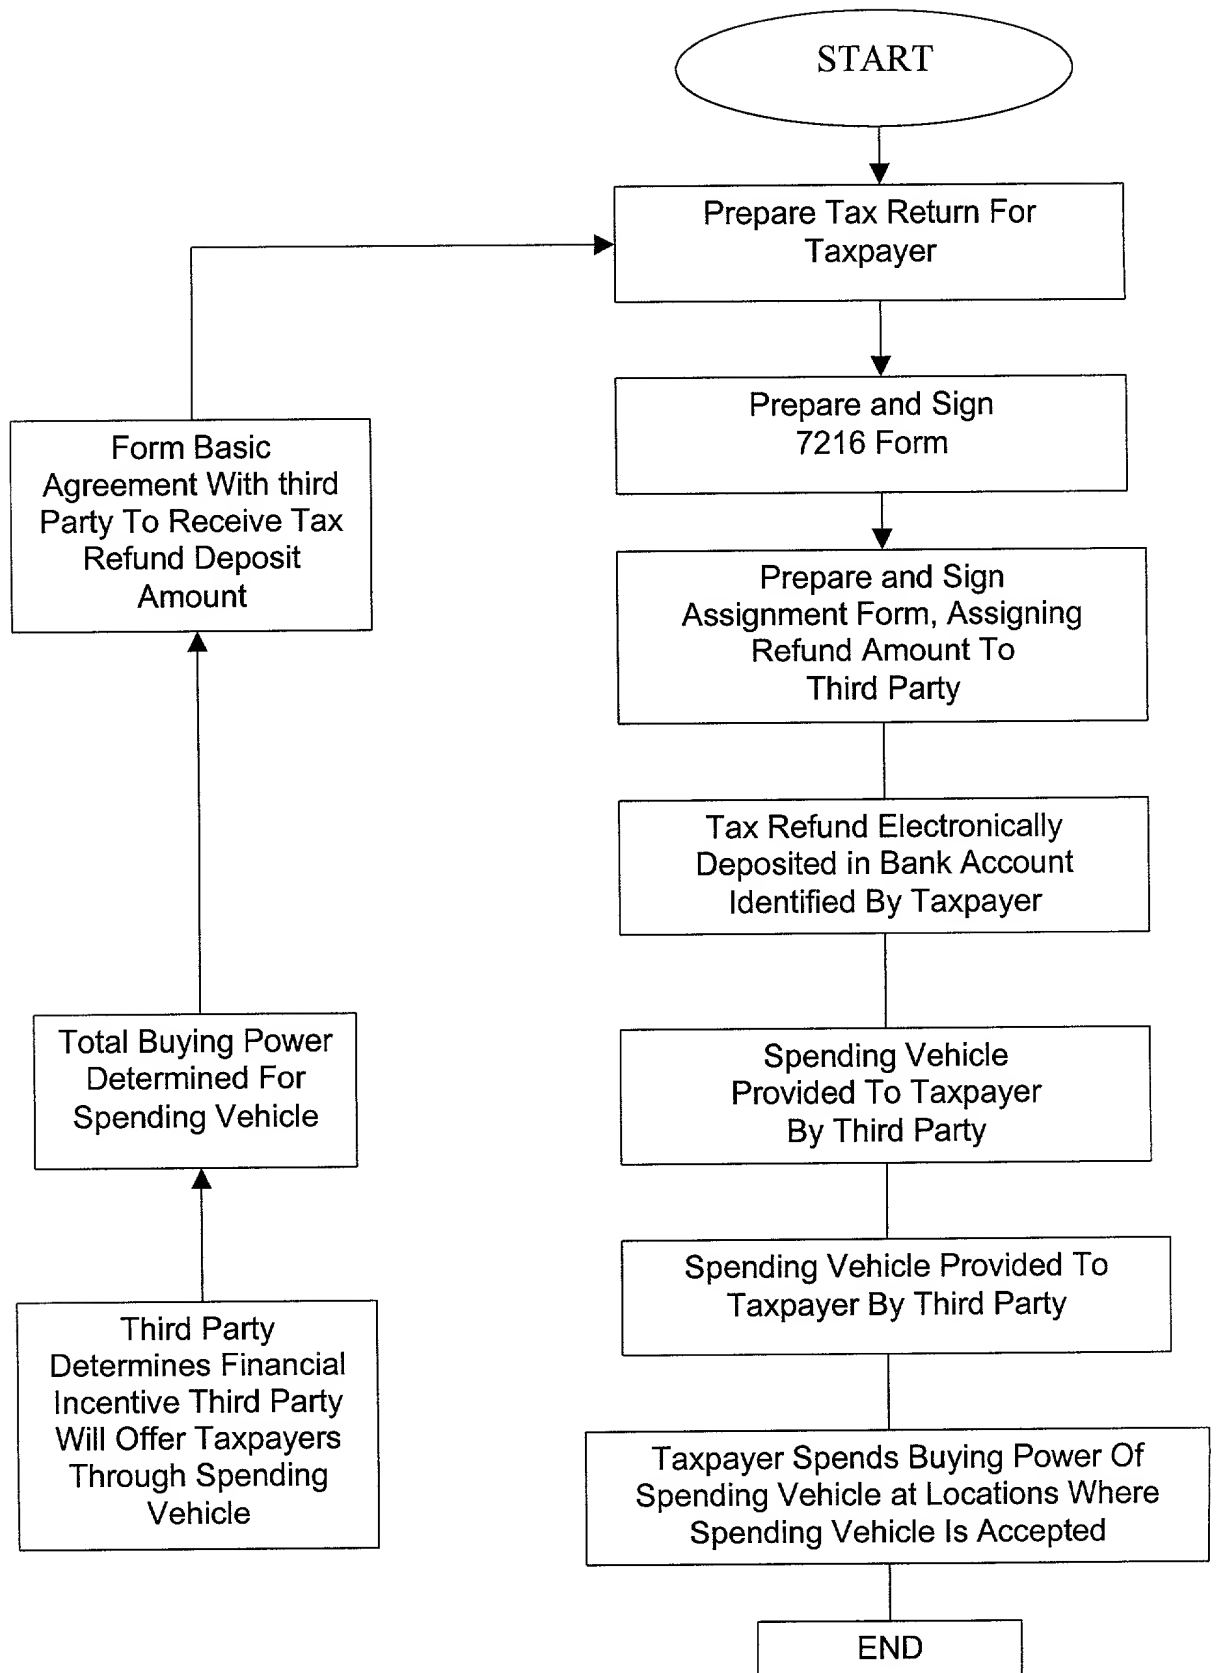 START
Prepare Tax Return For
Taxpayer
Prepare and Sign
7216 Form
Form Basic
Agreement With third
Party To Receive Tax
Refund Deposit
Amount
Prepare and Sign
Assignment Form, Assigning
Refund Amount To
Third Party
Tax Refund Electronically
Deposited in Bank Account
Identified By Taxpayer
Total Buying Power
Determined For
Spending Vehicle
Spending Vehicle
Provided To Taxpayer
By Third Party
Spending Vehicle Provided To
Taxpayer By Third Party
Third Party
Determines Financial
Incentive Third Party
Will Offer Taxpayers
Through Spending
Vehicle
Taxpayer Spends Buying Power Of
Spending Vehicle at Locations Where
Spending Vehicle Is Accepted
END